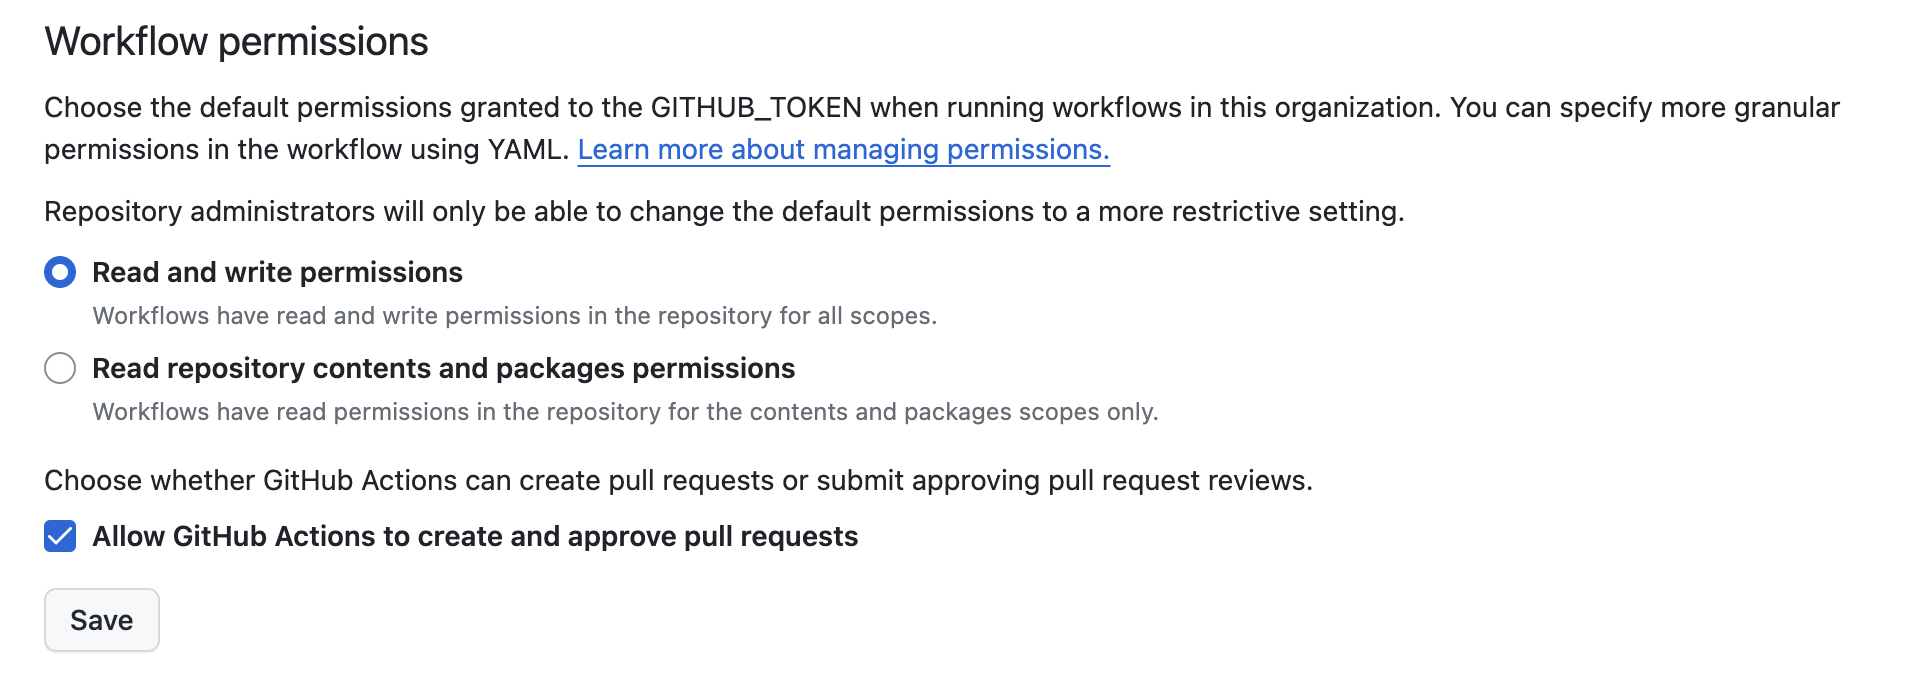 Workflow permissions
Choose the default permissions granted to the GITHUB_TOKEN when running workflows in this organization. You can specify more granular
permissions in the workflow using YAML. Learn more about managing permissions.
Repository administrators will only be able to change the default permissions to a more restrictive setting.
Read and write permissions
Workflows have read and write permissions in the repository for all scopes.
Read repository contents and packages permissions
Workflows have read permissions in the repository for the contents and packages scopes only.
Choose whether GitHub Actions can create pull requests or submit approving pull request reviews.
Allow GitHub Actions to create and approve pull requests
Save